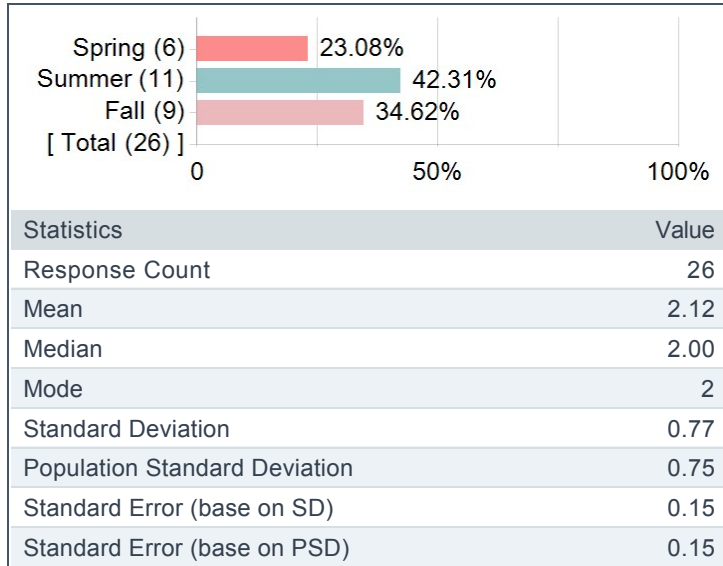 Spring (6) 23.08%
Summer (11) 42.31%
Fall (9) 34.62%
[ Total (26) ]
0 50% 100%
Statistics Value
Response Count 26
Mean 2.12
Median 2.00
Mode 2
Standard Deviation 0.77
Population Standard Deviation 0.75
Standard Error (base on SD) 0.15
Standard Error (base on PSD) 0.15